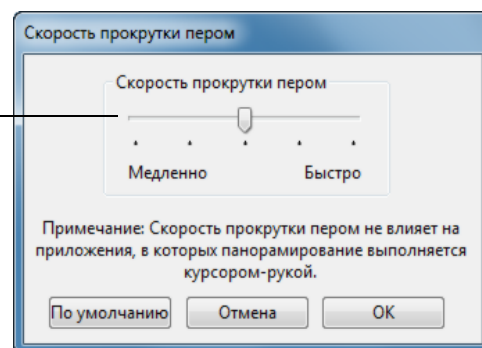 Скорость прокрутки пером
Скорость прокрутки пером
Медленно Быстро
Примечание: Скорость прокрутки пером не влияет на
приложения, в которых панорамирование выполняется
курсором-рукой.
По умолчанию Отмена ОК